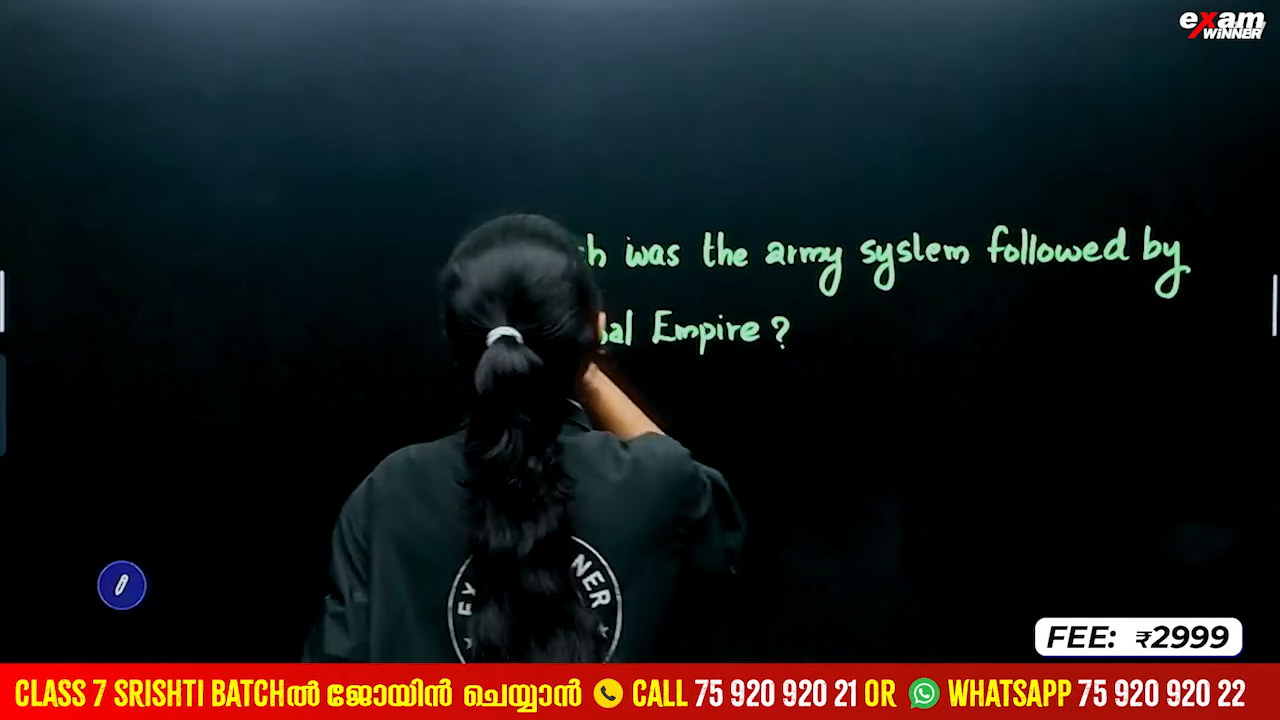 exam
WINNER
was the army system followed by
Empire?
FEE: ₹2999
CLASS 7 SRISHTI BATCHൽ ജോയിൻ ചെയ്യാൻ CALL 75 920 920 21 OR WHATSAPP 75 920 920 22